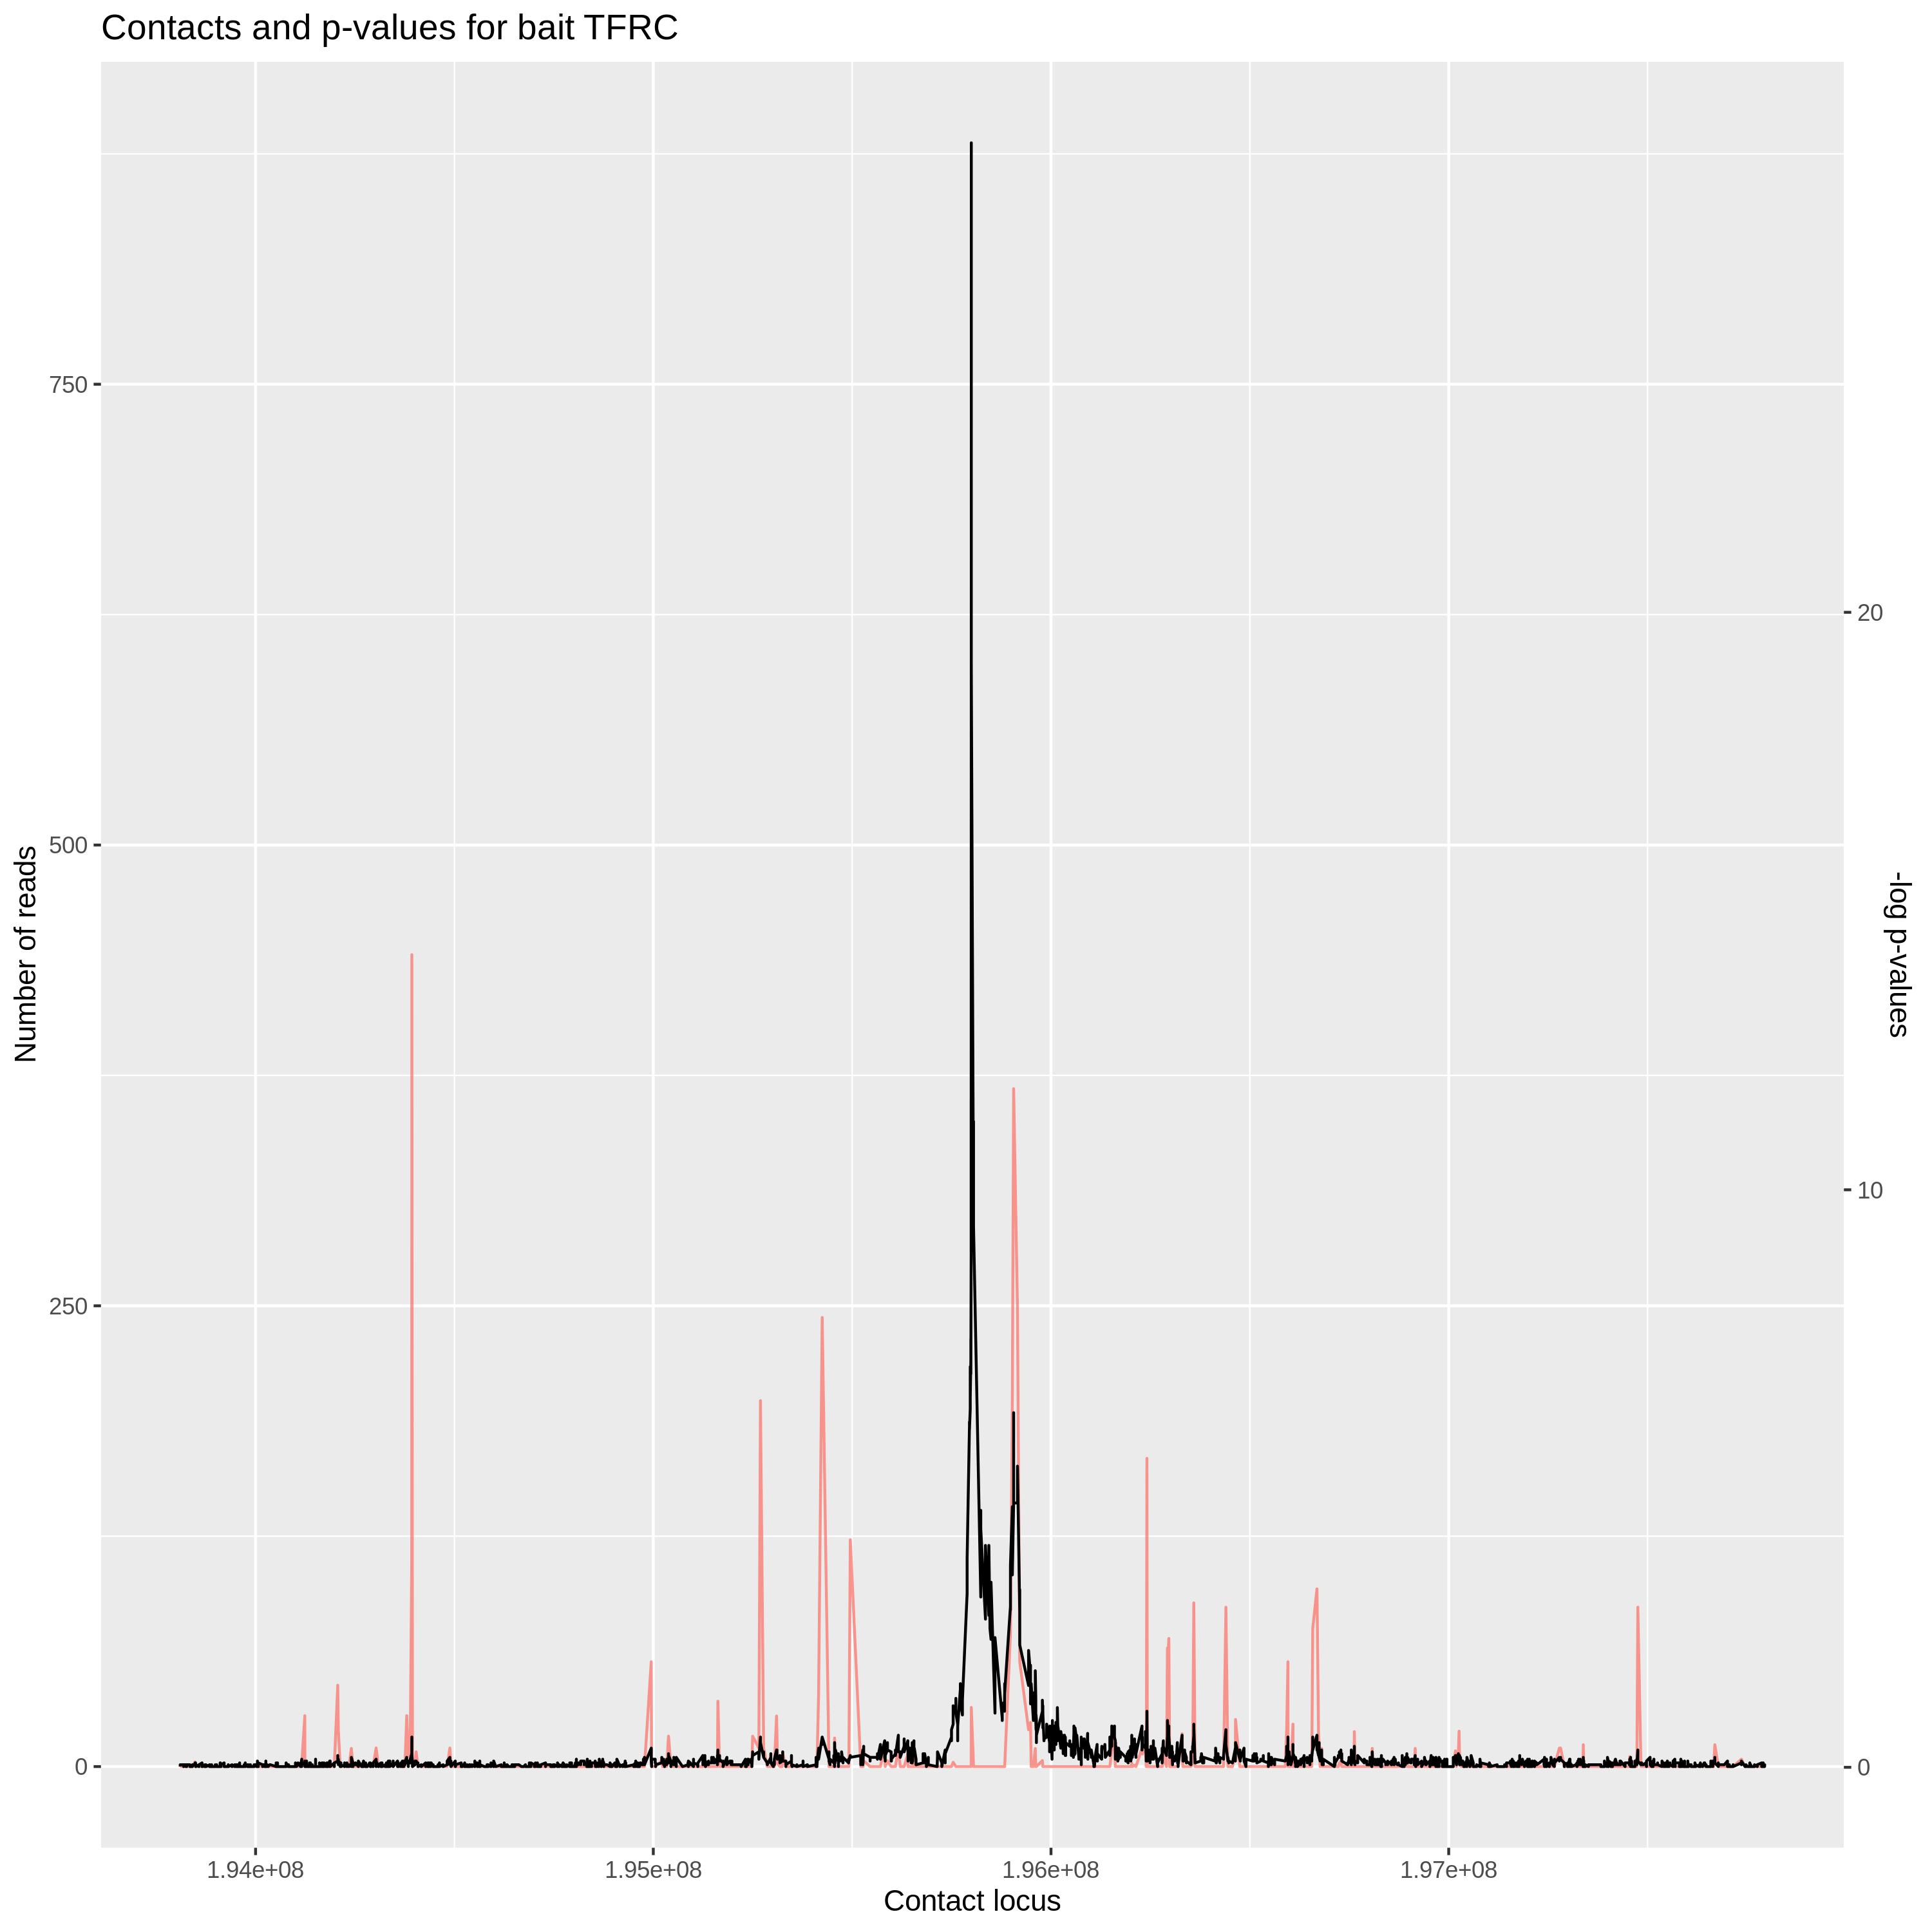 Contacts and p-values for bait TFRC
750
500
250
0
Number of reads
20
10
0
-log p-values
1.94e+08
1.95e+08
1.96e+08
1.97e+08
Contact locus